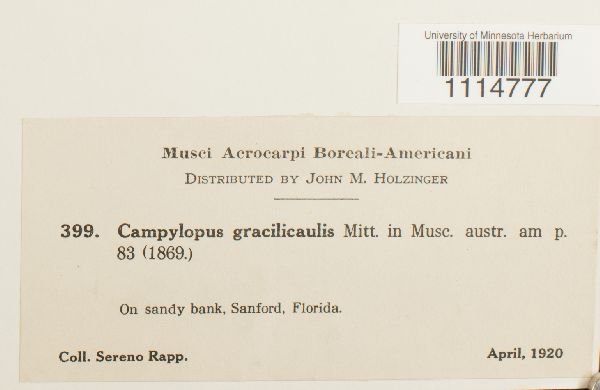 University of Minnesota Herbarium
1114777
Musci Acrocarpi Boreali-Americani
Distributed by John M. Holzinger
399. Campylopus gracilicaulis Mitt. in Musc. austr. am p.
83 (1869.)
On sandy bank, Sanford, Florida.
Coll. Sereno Rapp. April, 1920